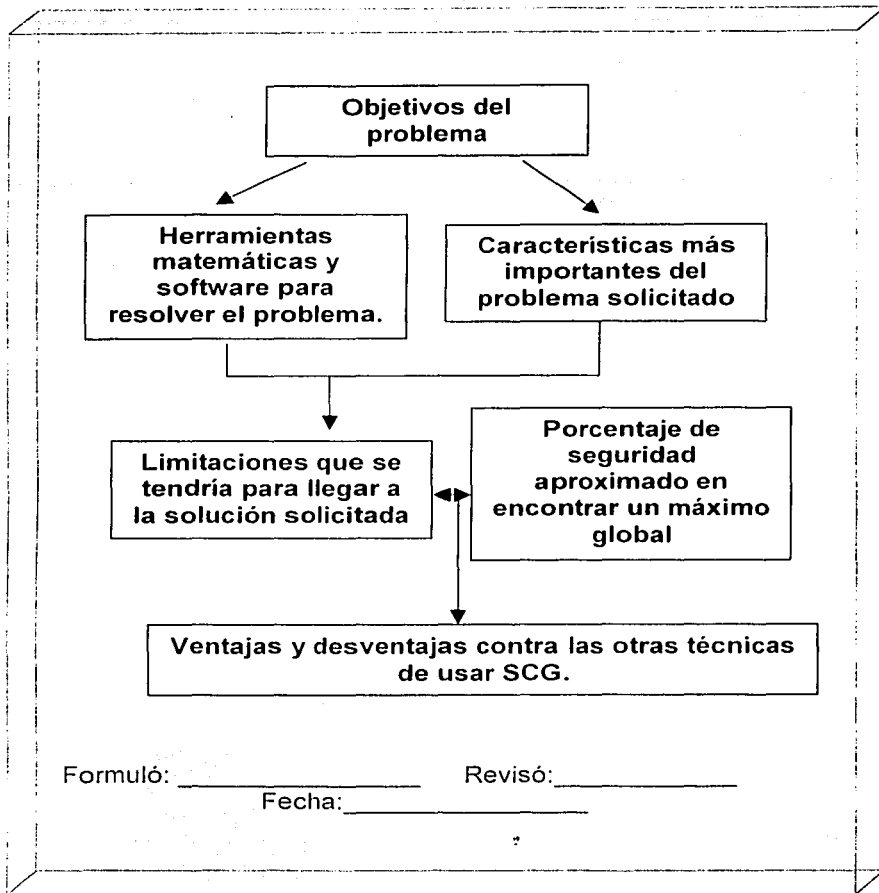 Objetivos del
problema
Herramientas
matemáticas y
software para
resolver el problema.
Características más
importantes del
problema solicitado
Limitaciones que se
tendría para llegar a
la solución solicitada
Porcentaje de
seguridad
aproximado en
encontrar un máximo
global
Ventajas y desventajas contra las otras técnicas
de usar SCG.
Formuló: Revisó:
Fecha: